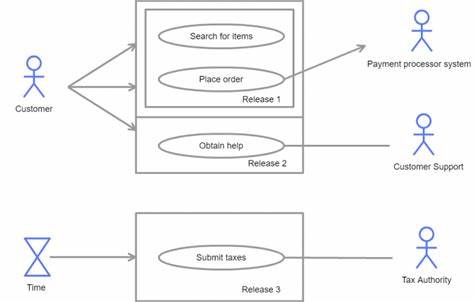 Search for items
Payment processor system
Place order
Customer
Release 1
Obtain help
Release 2
Customer Support
Submit taxes
Time
Release 3
Tax Authority